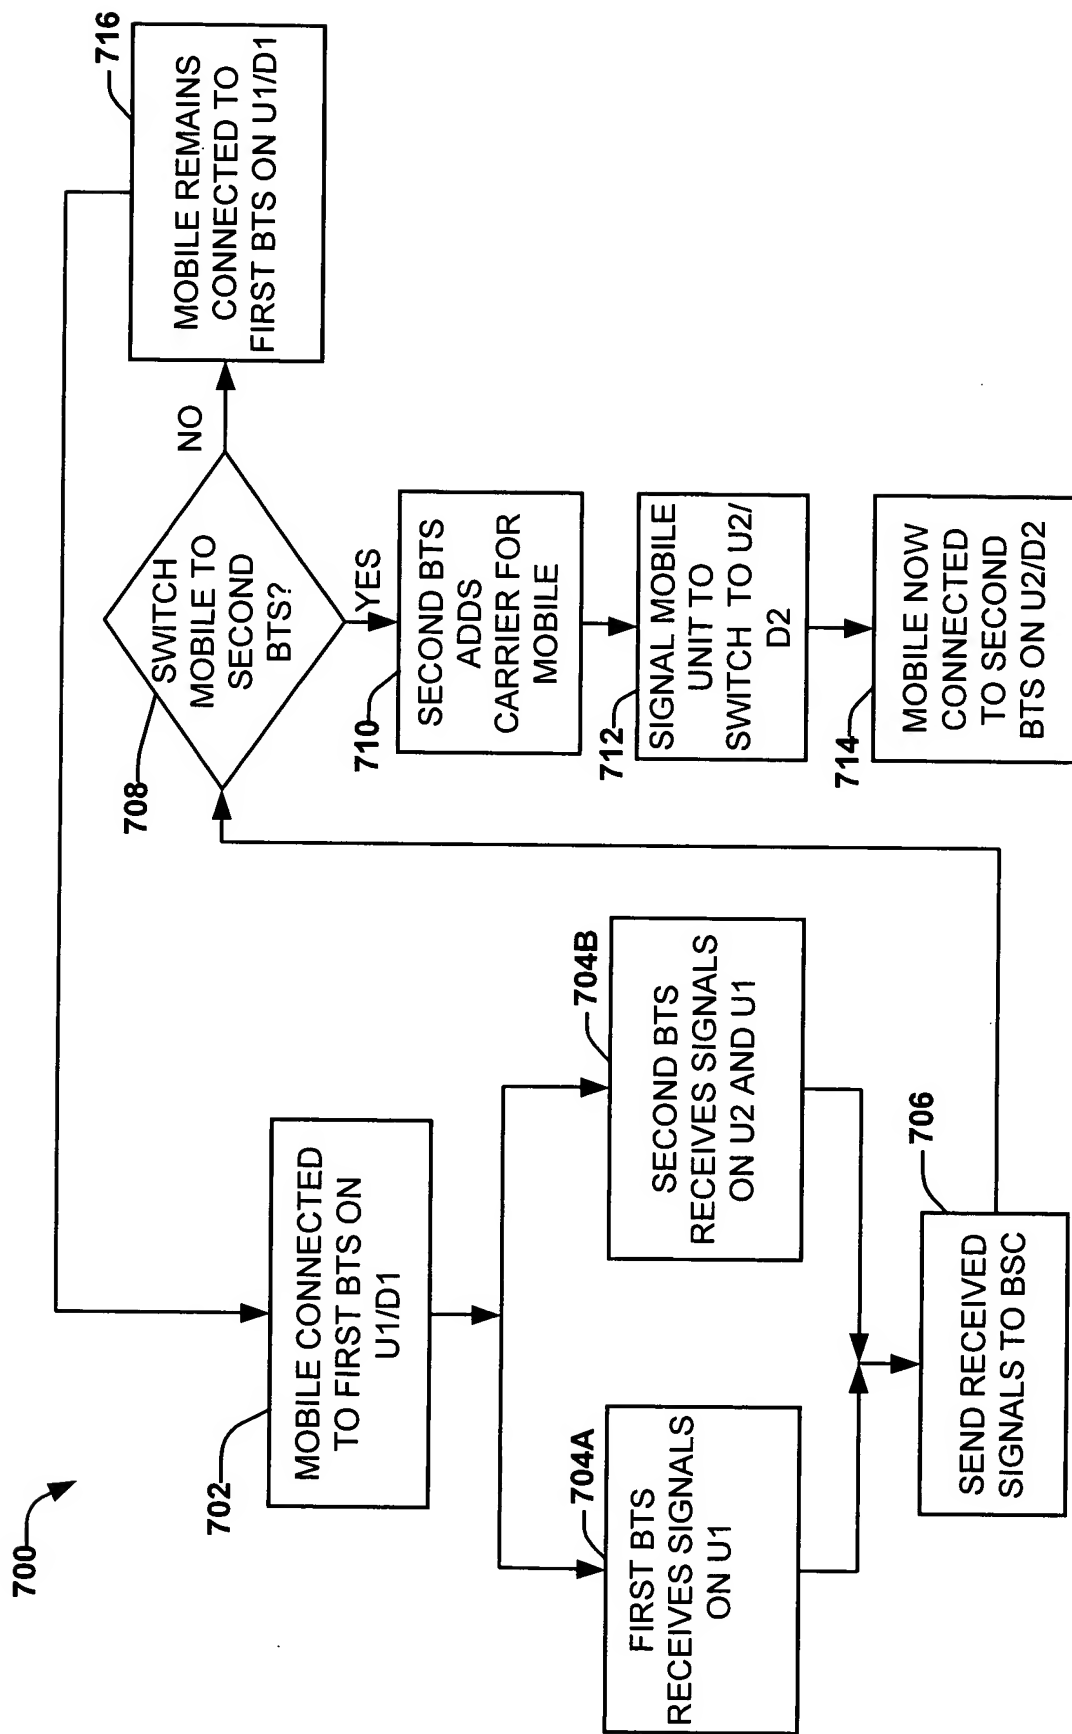 700
702
MOBILE CONNECTED
TO FIRST BTS ON
U1/D1
704A
FIRST BTS
RECEIVES SIGNALS
ON U1
704B
SECOND BTS
RECEIVES SIGNALS
ON U2 AND U1
706
SEND RECEIVED
SIGNALS TO BSC
708
SWITCH
MOBILE TO
SECOND
BTS?
NO
YES
716
MOBILE REMAINS
CONNECTED TO
FIRST BTS ON U1/D1
710
SECOND BTS
ADDS
CARRIER FOR
MOBILE
712
SIGNAL MOBILE
UNIT TO
SWITCH TO U2/
D2
714
MOBILE NOW
CONNECTED
TO SECOND
BTS ON U2/D2